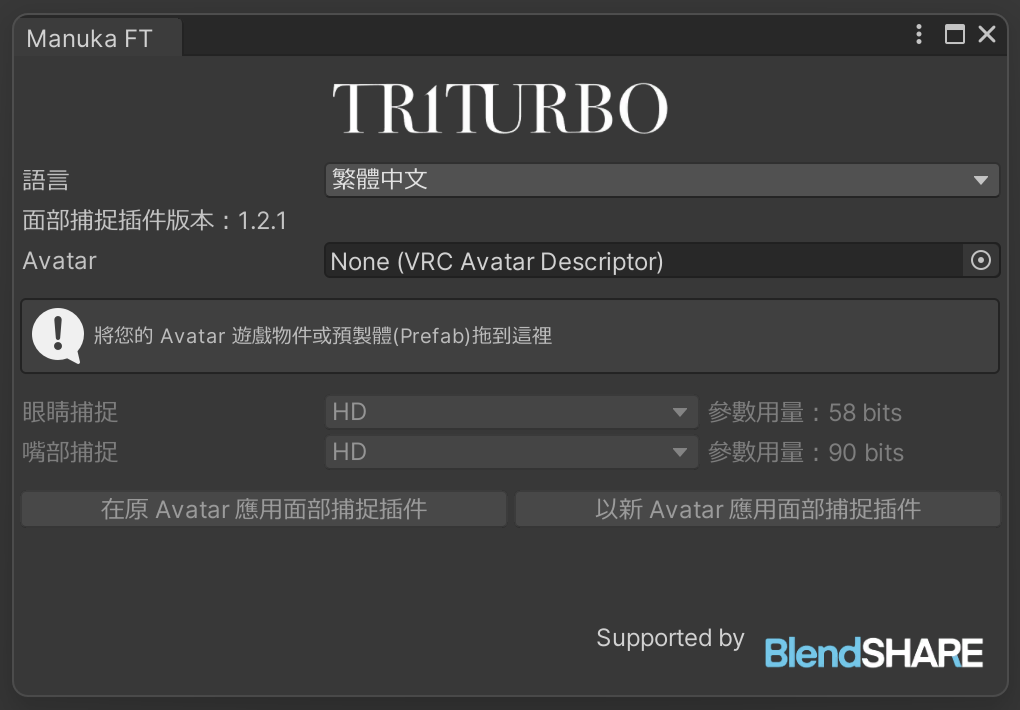 Manuka FT
TR1TURBO
語言 繁體中文
面部捕捉插件版本：1.2.1
Avatar None (VRC Avatar Descriptor)
將您的 Avatar 遊戲物件或預製體(Prefab)拖到這裡
眼睛捕捉 HD 參數用量：58 bits
嘴部捕捉 HD 參數用量：90 bits
在原 Avatar 應用面部捕捉插件 以新 Avatar 應用面部捕捉插件
Supported by BlendSHARE